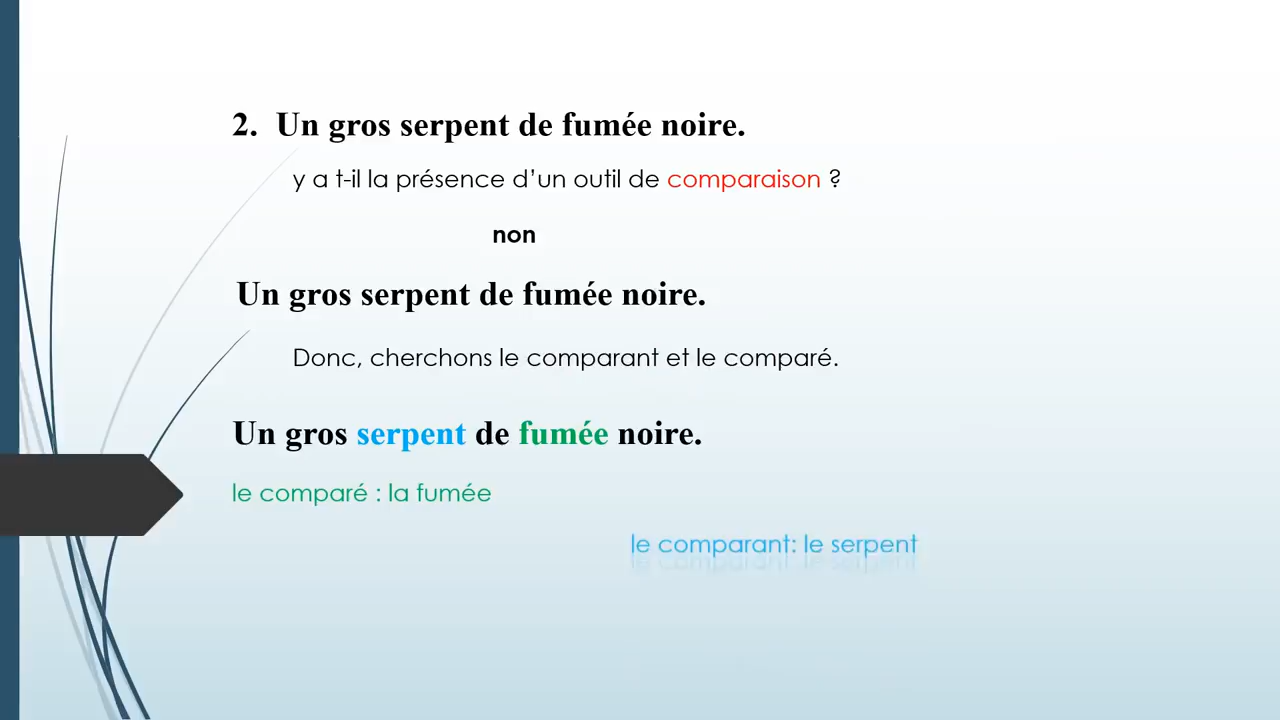 2. Un gros serpent de fumée noire.
y a t-il la présence d’un outil de comparaison ?
non
Un gros serpent de fumée noire.
Donc, cherchons le comparant et le comparé.
Un gros serpent de fumée noire.
le comparé : la fumée
le comparant: le serpent